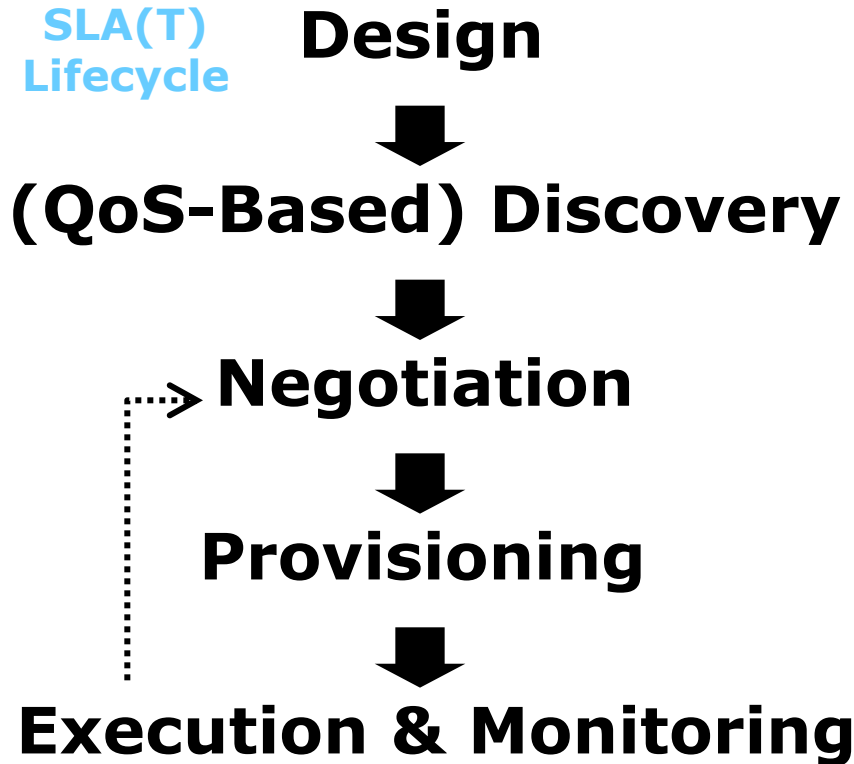 SLA(T)
Lifecycle
Design
(QoS-Based) Discovery
Negotiation
Provisioning
Execution & Monitoring